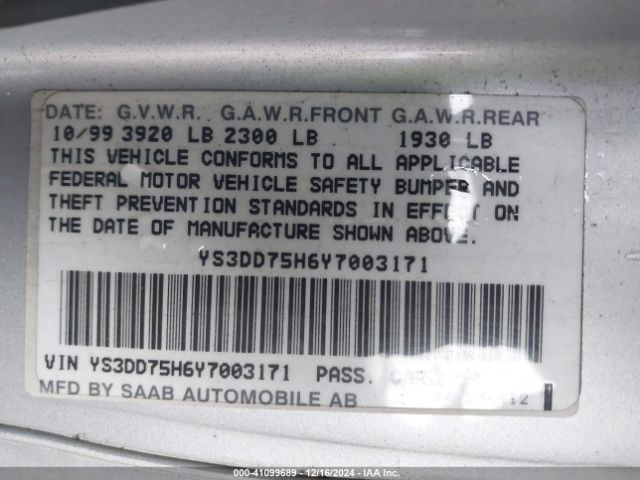 DATE: G.V.W.R. G.A.W.R.FRONT G.A.W.R.REAR
10/99 3920 LB 2300 LB 1930 LB
THIS VEHICLE CONFORMS TO ALL APPLICABLE
FEDERAL MOTOR VEHICLE SAFETY BUMPER AND
THEFT PREVENTION STANDARDS IN EFFECT ON
THE DATE OF MANUFACTURE SHOWN ABOVE.
YS3DD75H6Y7003171
VIN YS3DD75H6Y7003171 PASS.
MFD BY SAAB AUTOMOBILE AB
© 41099689 - 12/16/2024 - IAA Inc.